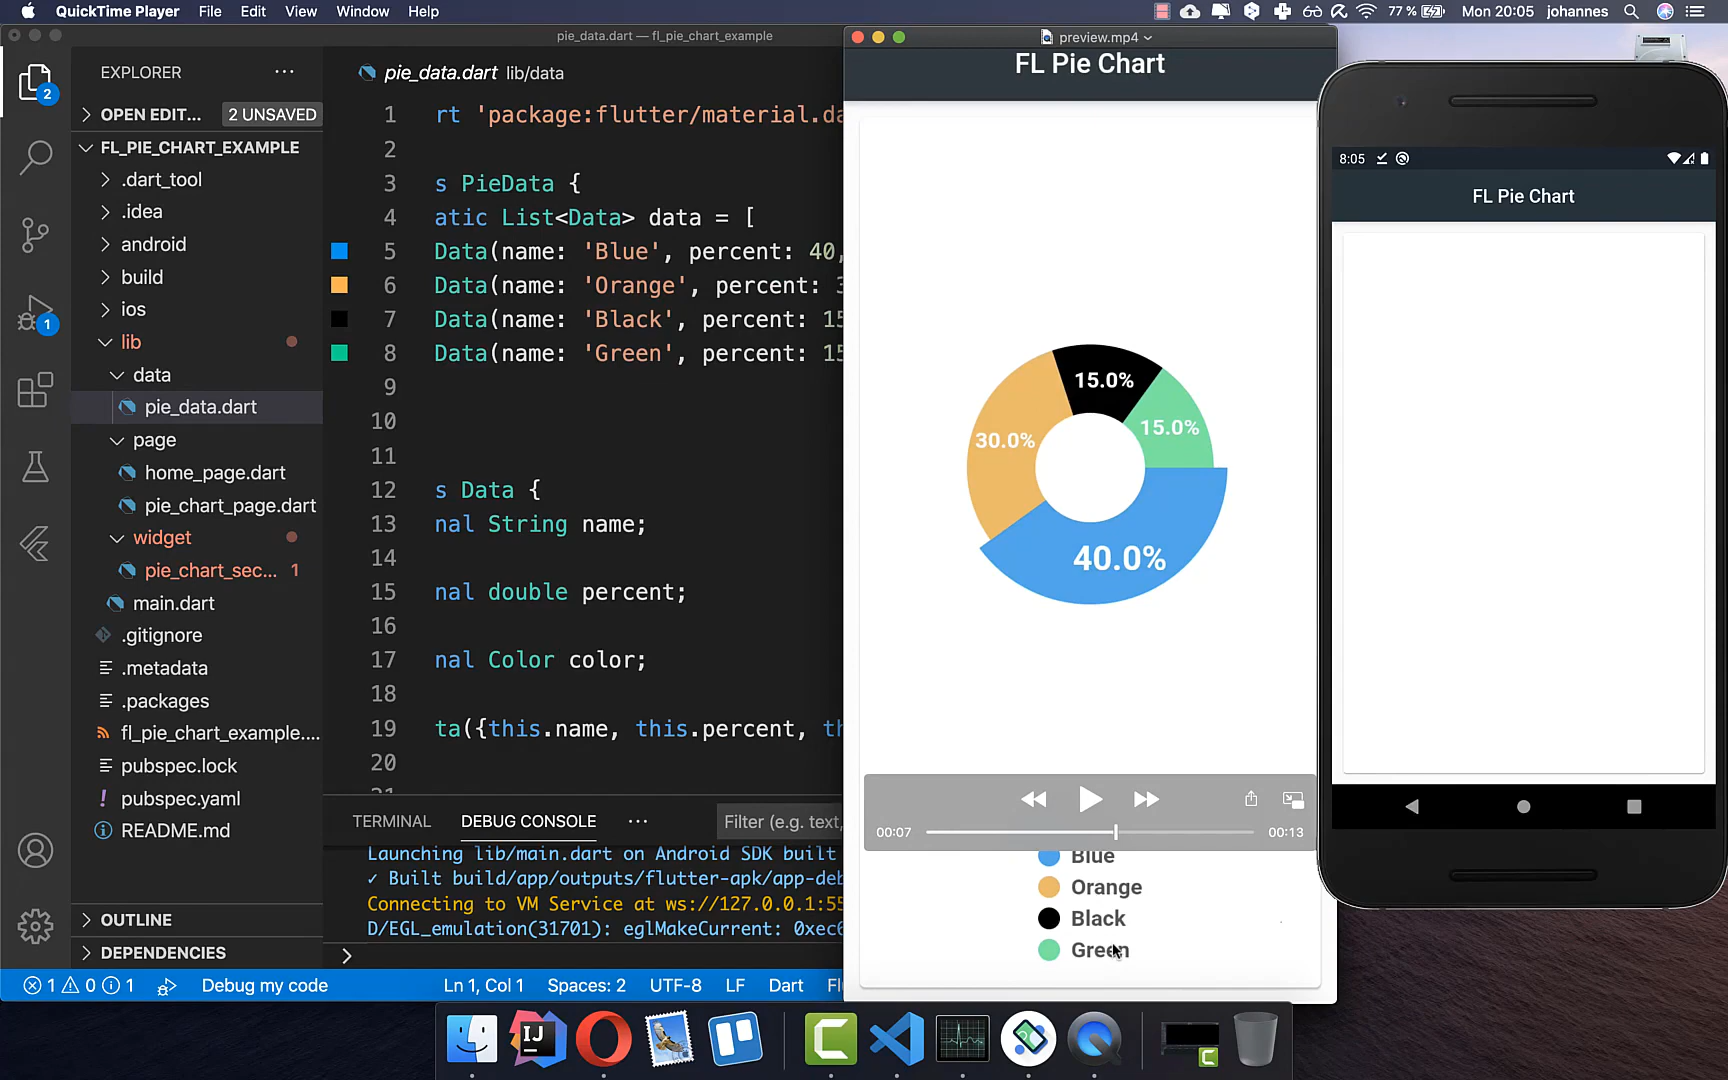 QuickTime Player File Edit View Window Help
77 % Mon 20:05 johannes
pie_data.dart — fl_pie_chart_example
EXPLORER
2
OPEN EDIT... 2 UNSAVED
FL_PIE_CHART_EXAMPLE
.dart_tool
.idea
android
build
ios
1
lib
data
pie_data.dart
page
home_page.dart
pie_chart_page.dart
widget
pie_chart_sec... 1
main.dart
.gitignore
.metadata
.packages
fl_pie_chart_example....
pubspec.lock
! pubspec.yaml
README.md
OUTLINE
DEPENDENCIES
pie_data.dart lib/data
1 rt 'package:flutter/material.da
2
3 s PieData {
4 atic List<Data> data = [
5 Data(name: 'Blue', percent: 40,
6 Data(name: 'Orange', percent: 3
7 Data(name: 'Black', percent: 15
8 Data(name: 'Green', percent: 15
9
10
11
12 s Data {
13 nal String name;
14
15 nal double percent;
16
17 nal Color color;
18
19 ta({this.name, this.percent, th
20
21
TERMINAL DEBUG CONSOLE ... Filter (e.g. text,
Launching lib/main.dart on Android SDK built
✓ Built build/app/outputs/flutter-apk/app-deb
Connecting to VM Service at ws://127.0.0.1:55
D/EGL_emulation(31701): eglMakeCurrent: 0xec6
>
1 0 1 Debug my code Ln 1, Col 1 Spaces: 2 UTF-8 LF Dart Fl
preview.mp4
FL Pie Chart
15.0%
15.0%
30.0%
40.0%
00:07 00:13
Blue
Orange
Black
Green
8:05
FL Pie Chart
IJ